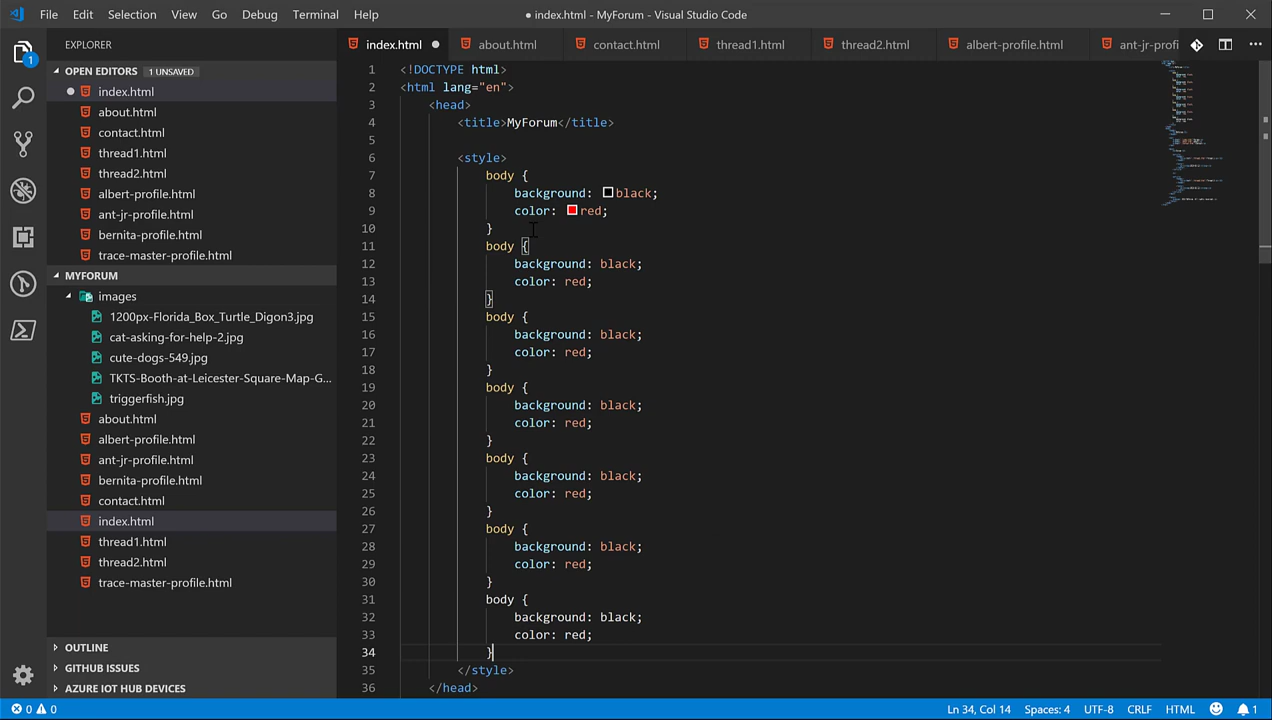 File Edit Selection View Go Debug Terminal Help
● index.html - MyForum - Visual Studio Code
EXPLORER
OPEN EDITORS 1 UNSAVED
index.html
about.html
contact.html
thread1.html
thread2.html
albert-profile.html
ant-jr-profile.html
bernita-profile.html
trace-master-profile.html
MYFORUM
images
1200px-Florida_Box_Turtle_Digon3.jpg
cat-asking-for-help-2.jpg
cute-dogs-549.jpg
TKTS-Booth-at-Leicester-Square-Map-G...
triggerfish.jpg
about.html
albert-profile.html
ant-jr-profile.html
bernita-profile.html
contact.html
index.html
thread1.html
thread2.html
trace-master-profile.html
OUTLINE
GITHUB ISSUES
AZURE IOT HUB DEVICES
1
index.html about.html contact.html thread1.html thread2.html albert-profile.html ant-jr-profi
1 <!DOCTYPE html>
2 <html lang="en">
3 <head>
4 <title>MyForum</title>
5
6 <style>
7 body {
8 background: black;
9 color: red;
10 }
11 body {
12 background: black;
13 color: red;
14 }
15 body {
16 background: black;
17 color: red;
18 }
19 body {
20 background: black;
21 color: red;
22 }
23 body {
24 background: black;
25 color: red;
26 }
27 body {
28 background: black;
29 color: red;
30 }
31 body {
32 background: black;
33 color: red;
34 }
35 </style>
36 </head>
0 0 Ln 34, Col 14 Spaces: 4 UTF-8 CRLF HTML 1